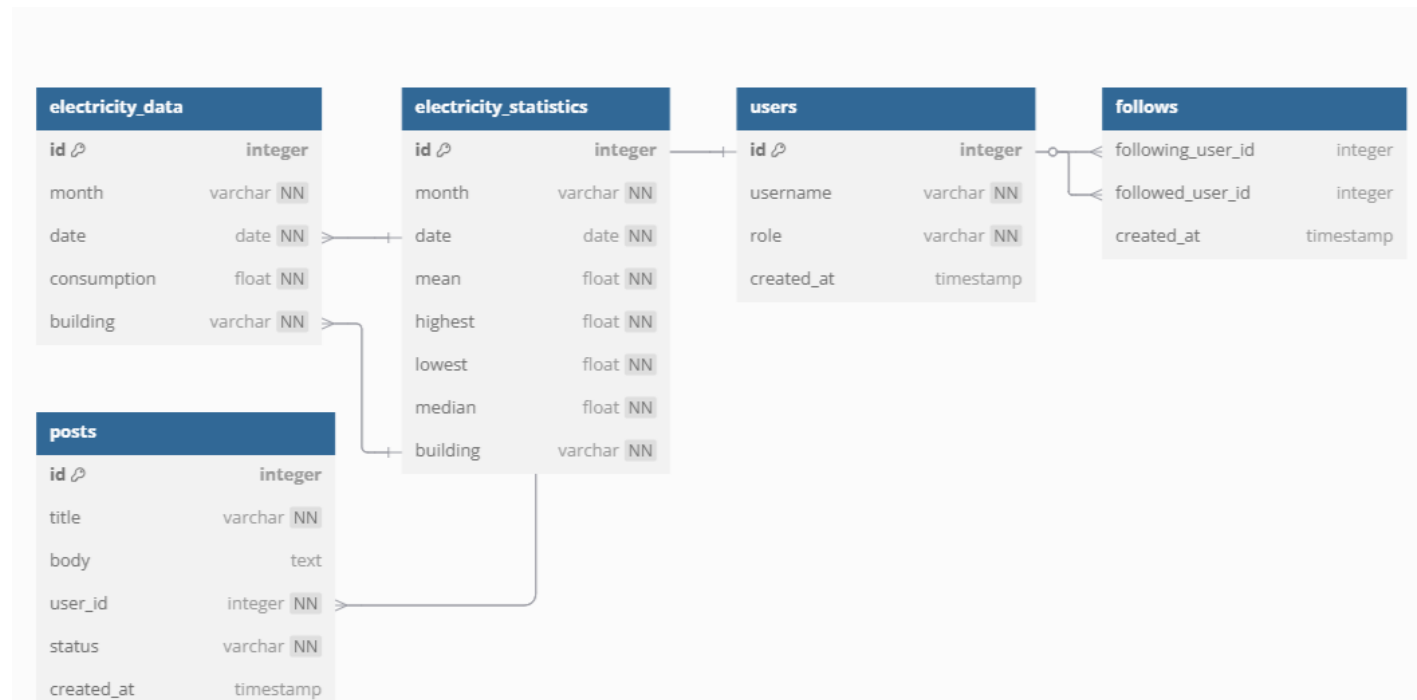 electricity_data
id integer
month varchar NN
date date NN
consumption float NN
building varchar NN
electricity_statistics
id integer
month varchar NN
date date NN
mean float NN
highest float NN
lowest float NN
median float NN
building varchar NN
users
id integer
username varchar NN
role varchar NN
created_at timestamp
follows
following_user_id integer
followed_user_id integer
created_at timestamp
posts
id integer
title varchar NN
body text
user_id integer NN
status varchar NN
created_at timestamp